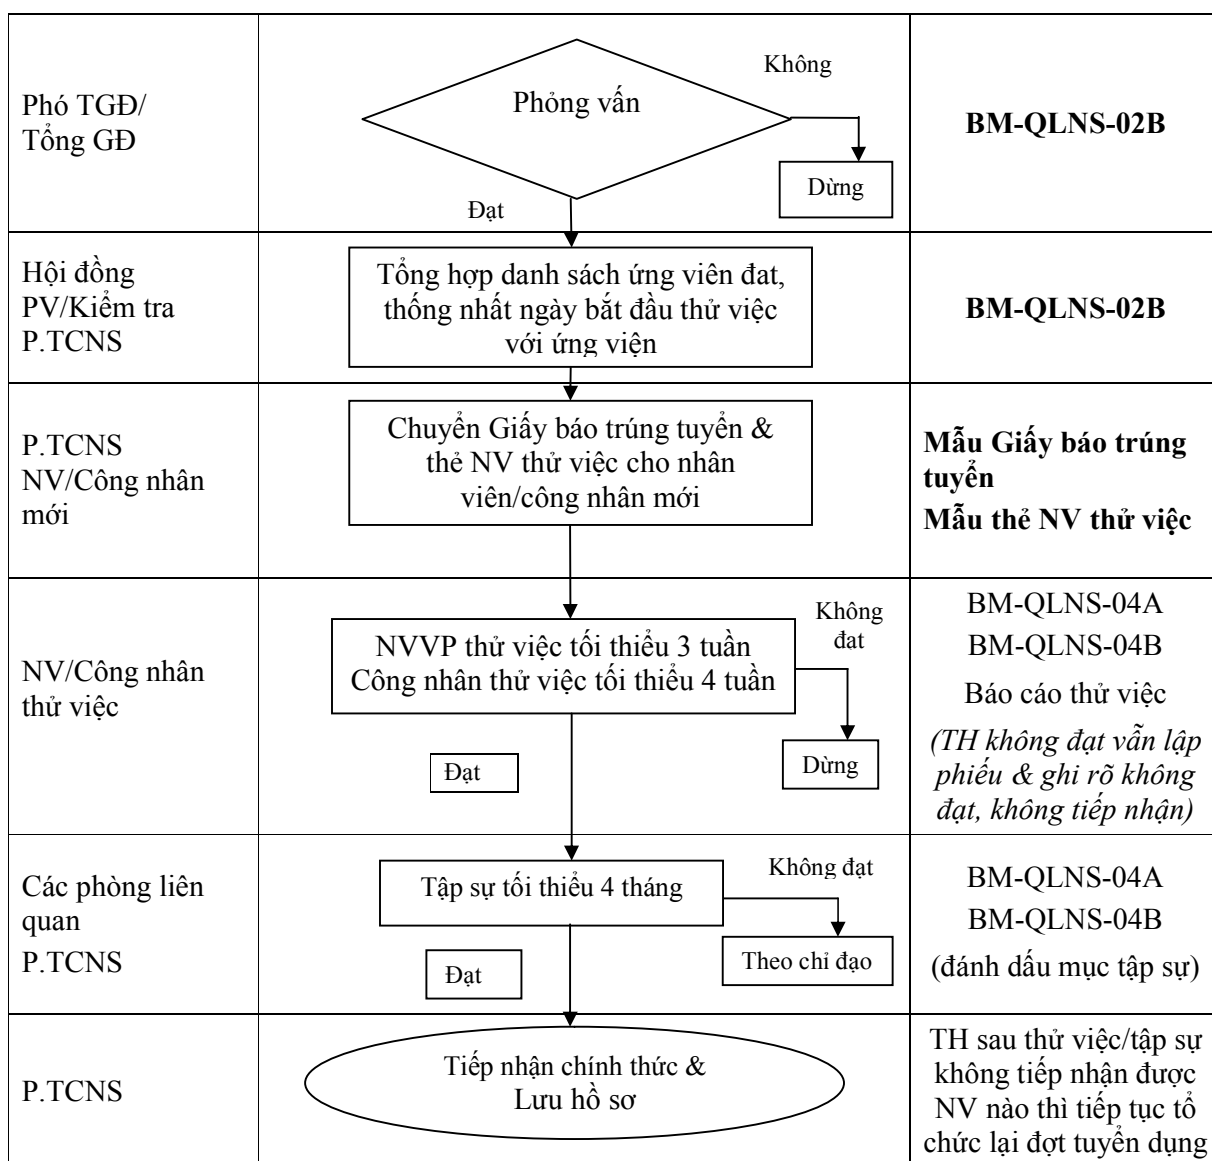 Phó TGĐ/
Tổng GĐ
Phỏng vấn
Không
Dừng
Đạt
BM-QLNS-02B
Hội đồng
PV/Kiểm tra
P.TCNS
Tổng hợp danh sách ứng viên đat,
thống nhất ngày bắt đầu thử việc
với ứng viện
BM-QLNS-02B
P.TCNS
NV/Công nhân
mới
Chuyển Giấy báo trúng tuyển &
thẻ NV thử việc cho nhân
viên/công nhân mới
Mẫu Giấy báo trúng
tuyển
Mẫu thẻ NV thử việc
NV/Công nhân
thử việc
NVVP thử việc tối thiểu 3 tuần
Công nhân thử việc tối thiểu 4 tuần
Không
đạt
Đạt
Dừng
BM-QLNS-04A
BM-QLNS-04B
Báo cáo thử việc
(TH không đạt vẫn lập
phiếu & ghi rõ không
đạt, không tiếp nhận)
Các phòng liên
quan
P.TCNS
Tập sự tối thiểu 4 tháng
Không đạt
Đạt
Theo chỉ đạo
BM-QLNS-04A
BM-QLNS-04B
(đánh dấu mục tập sự)
P.TCNS
Tiếp nhận chính thức &
Lưu hồ sơ
TH sau thử việc/tập sự
không tiếp nhận được
NV nào thì tiếp tục tổ
chức lại đợt tuyển dụng